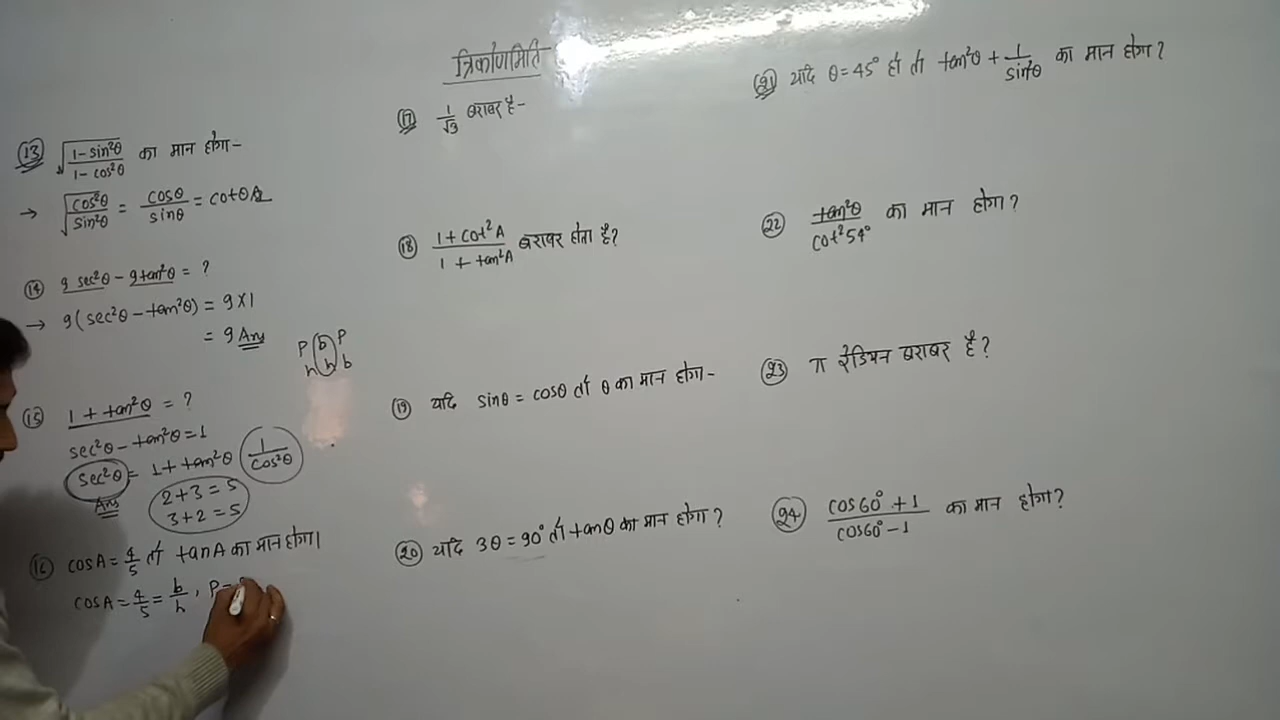 त्रिकोणमिति
(13) √(1-sin²θ / 1-cos²θ) का मान होगा-
→ √(cos²θ / sin²θ) = cosθ / sinθ = cotθ Ans
(14) 9 sec²θ - 9tan²θ = ?
→ 9(sec²θ - tan²θ) = 9×1
= 9 Ans
P b P
h h b
(15) 1 + tan²θ = ?
sec²θ - tan²θ = 1
sec²θ = 1 + tan²θ 1/cos²θ
Ans
2+3 = 5
3+2 = 5
(16) cosA = 4/5 तो tanA का मान होगा।
cosA = 4/5 = b/h , P =
(17) 1/√9 बराबर है-
(18) 1 + cot²A / 1 + tan²A बराबर होता है?
(19) यदि sinθ = cosθ तो θ का मान होगा-
(20) यदि 3θ = 90° तो tanθ का मान होगा?
(21) यदि θ = 45° हो तो tan²θ + 1/sin²θ का मान होगा?
(22) tan²θ / cot²54° का मान होगा?
(23) π रेडियन बराबर है?
(24) cos60° + 1 / cos60° - 1 का मान होगा?